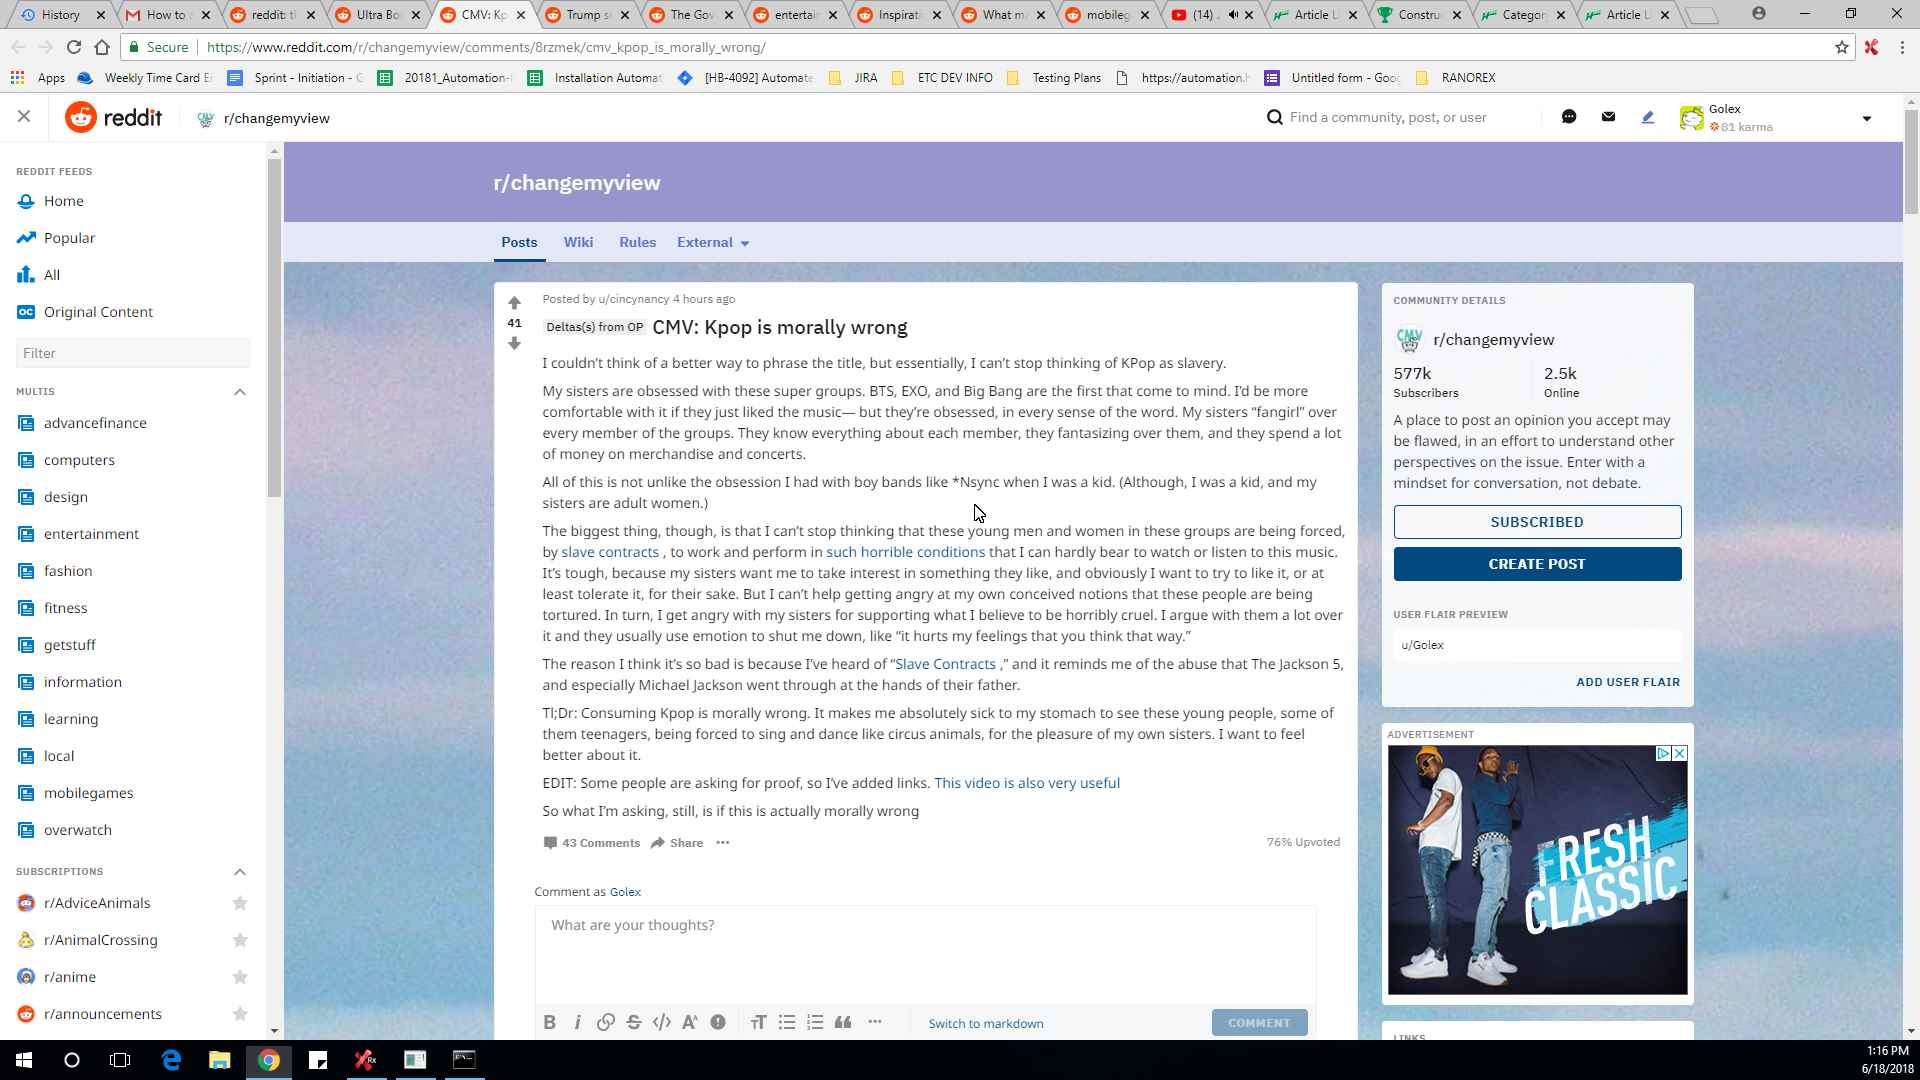 History
How to
reddit: t
Ultra Bo
CMV: Kp
Trump s
The Gov
entertai
Inspirat
What m
mobileg
(14)
Article L
Constru
Categor
Article L
Secure
https://www.reddit.com/r/changemyview/comments/8rzmek/cmv_kpop_is_morally_wrong/
Apps
Weekly Time Card E
Sprint - Initiation - G
20181_Automation-
Installation Automat
[HB-4092] Automate
JIRA
ETC DEV INFO
Testing Plans
https://automation.h
Untitled form - Goo
RANOREX
reddit
r/changemyview
Find a community, post, or user
Golex
81 karma
REDDIT FEEDS
Home
Popular
All
OC Original Content
Filter
MULTIS
advancefinance
computers
design
entertainment
fashion
fitness
getstuff
information
learning
local
mobilegames
overwatch
SUBSCRIPTIONS
r/AdviceAnimals
r/AnimalCrossing
r/anime
r/announcements
r/changemyview
Posts
Wiki
Rules
External
41
Posted by u/cincynancy 4 hours ago
Deltas(s) from OP CMV: Kpop is morally wrong
I couldn't think of a better way to phrase the title, but essentially, I can't stop thinking of KPop as slavery.
My sisters are obsessed with these super groups. BTS, EXO, and Big Bang are the first that come to mind. I'd be more
comfortable with it if they just liked the music— but they're obsessed, in every sense of the word. My sisters “fangirl” over
every member of the groups. They know everything about each member, they fantasizing over them, and they spend a lot
of money on merchandise and concerts.
All of this is not unlike the obsession I had with boy bands like *Nsync when I was a kid. (Although, I was a kid, and my
sisters are adult women.)
The biggest thing, though, is that I can't stop thinking that these young men and women in these groups are being forced,
by slave contracts , to work and perform in such horrible conditions that I can hardly bear to watch or listen to this music.
It's tough, because my sisters want me to take interest in something they like, and obviously I want to try to like it, or at
least tolerate it, for their sake. But I can't help getting angry at my own conceived notions that these people are being
tortured. In turn, I get angry with my sisters for supporting what I believe to be horribly cruel. I argue with them a lot over
it and they usually use emotion to shut me down, like “it hurts my feelings that you think that way.”
The reason I think it's so bad is because I've heard of “Slave Contracts ,” and it reminds me of the abuse that The Jackson 5,
and especially Michael Jackson went through at the hands of their father.
Tl;Dr: Consuming Kpop is morally wrong. It makes me absolutely sick to my stomach to see these young people, some of
them teenagers, being forced to sing and dance like circus animals, for the pleasure of my own sisters. I want to feel
better about it.
EDIT: Some people are asking for proof, so I've added links. This video is also very useful
So what I'm asking, still, is if this is actually morally wrong
43 Comments
Share
76% Upvoted
Comment as Golex
What are your thoughts?
Switch to markdown
COMMENT
COMMUNITY DETAILS
CMV
r/changemyview
577k
Subscribers
2.5k
Online
A place to post an opinion you accept may
be flawed, in an effort to understand other
perspectives on the issue. Enter with a
mindset for conversation, not debate.
SUBSCRIBED
CREATE POST
USER FLAIR PREVIEW
u/Golex
ADD USER FLAIR
ADVERTISEMENT
FRESH
CLASSIC
LINKS
1:16 PM
6/18/2018